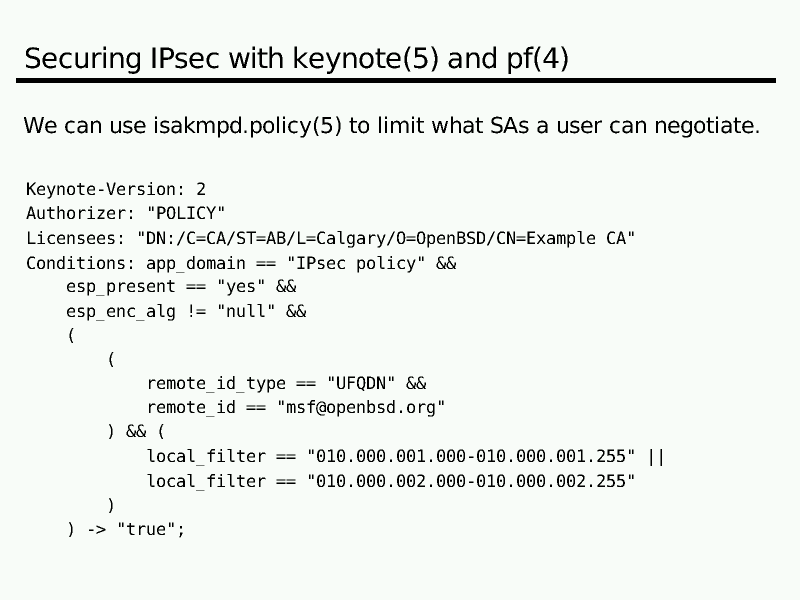 Securing IPsec with keynote(5) and pf(4)
We can use isakmpd.policy(5) to limit what SAs a user can negotiate.
Keynote-Version: 2
Authorizer: "POLICY"
Licensees: "DN:/C=CA/ST=AB/L=Calgary/O=OpenBSD/CN=Example CA"
Conditions: app_domain == "IPsec policy" &&
    esp_present == "yes" &&
    esp_enc_alg != "null" &&
    (
        (
            remote_id_type == "UFQDN" &&
            remote_id == "msf@openbsd.org"
        ) && (
            local_filter == "010.000.001.000-010.000.001.255" ||
            local_filter == "010.000.002.000-010.000.002.255"
        )
    ) -> "true";